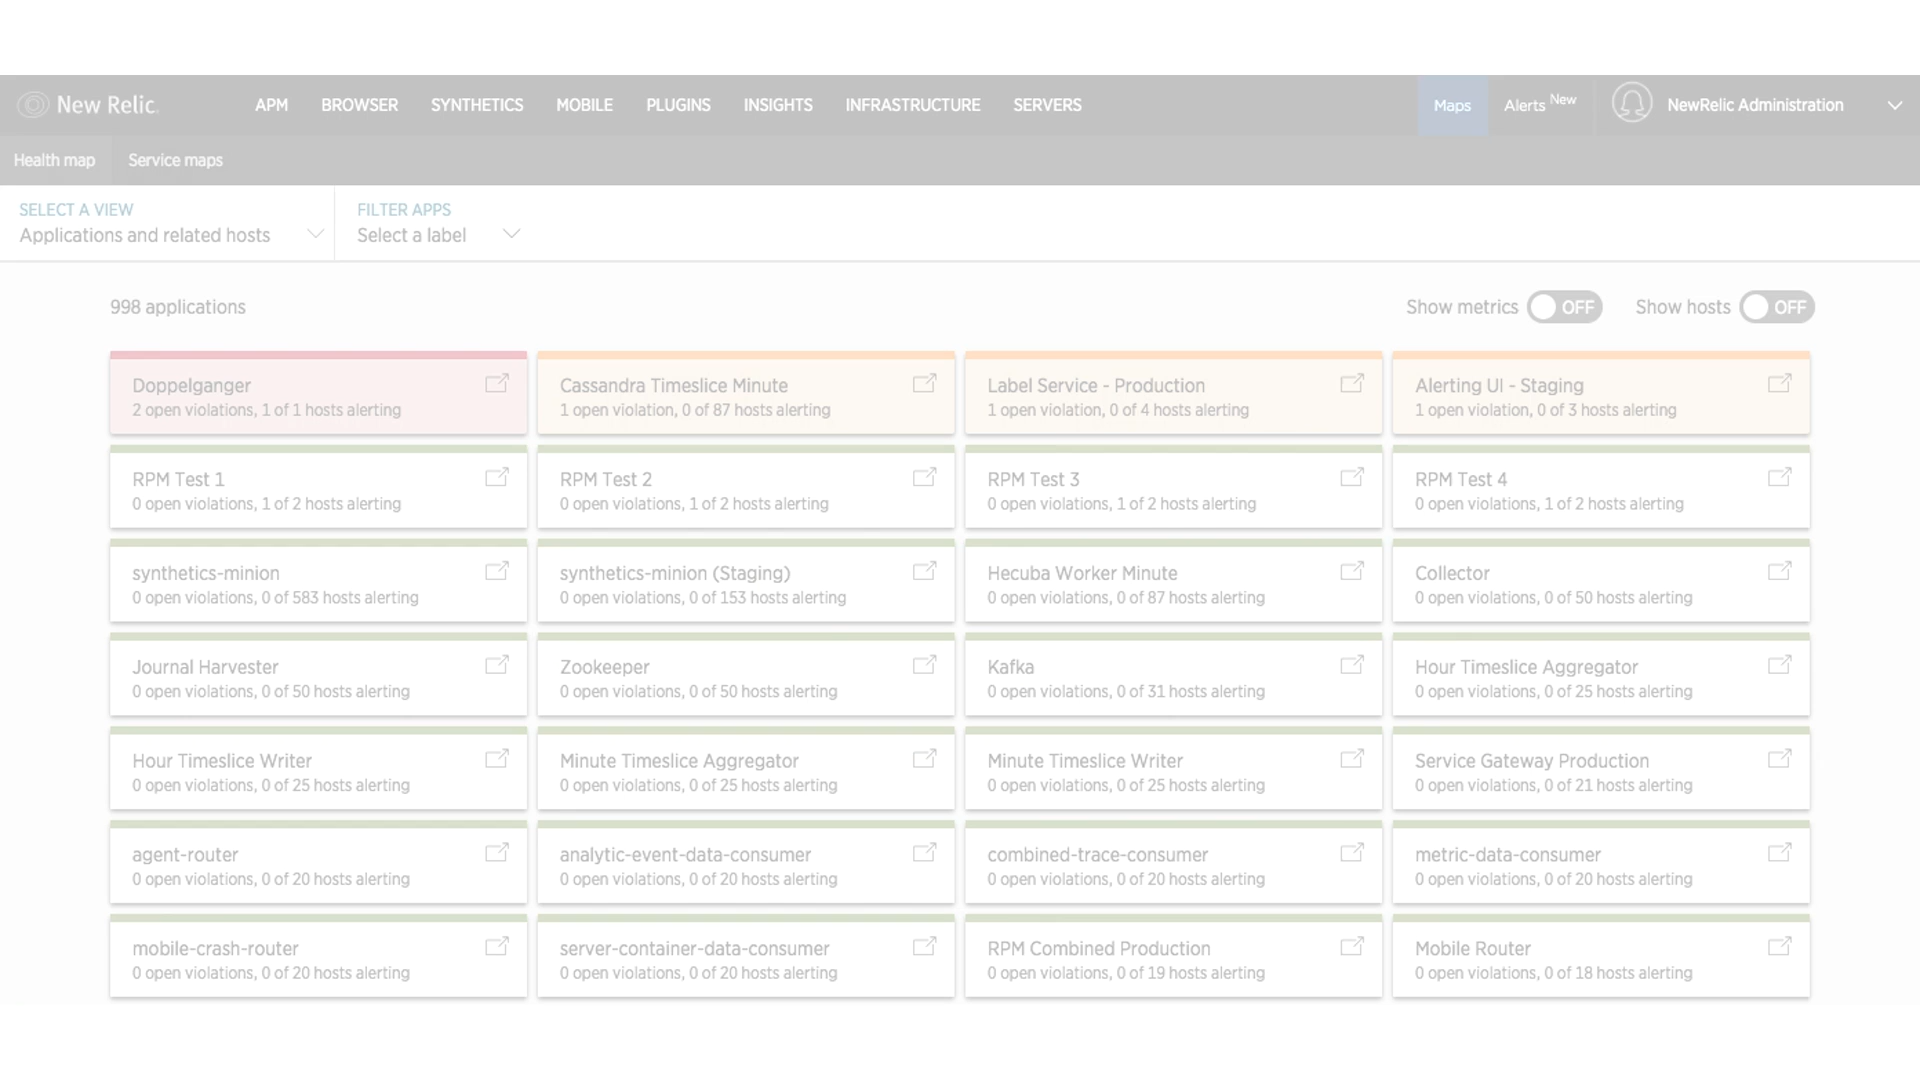 New Relic.
APM BROWSER SYNTHETICS MOBILE PLUGINS INSIGHTS INFRASTRUCTURE SERVERS Maps Alerts New NewRelic Administration
Health map Service maps
SELECT A VIEW FILTER APPS
Applications and related hosts Select a label
998 applications Show metrics OFF Show hosts OFF
Doppelganger
2 open violations, 1 of 1 hosts alerting
Cassandra Timeslice Minute
1 open violation, 0 of 87 hosts alerting
Label Service - Production
1 open violation, 0 of 4 hosts alerting
Alerting UI - Staging
1 open violation, 0 of 3 hosts alerting
RPM Test 1
0 open violations, 1 of 2 hosts alerting
RPM Test 2
0 open violations, 1 of 2 hosts alerting
RPM Test 3
0 open violations, 1 of 2 hosts alerting
RPM Test 4
0 open violations, 1 of 2 hosts alerting
synthetics-minion
0 open violations, 0 of 583 hosts alerting
synthetics-minion (Staging)
0 open violations, 0 of 153 hosts alerting
Hecuba Worker Minute
0 open violations, 0 of 87 hosts alerting
Collector
0 open violations, 0 of 50 hosts alerting
Journal Harvester
0 open violations, 0 of 50 hosts alerting
Zookeeper
0 open violations, 0 of 50 hosts alerting
Kafka
0 open violations, 0 of 31 hosts alerting
Hour Timeslice Aggregator
0 open violations, 0 of 25 hosts alerting
Hour Timeslice Writer
0 open violations, 0 of 25 hosts alerting
Minute Timeslice Aggregator
0 open violations, 0 of 25 hosts alerting
Minute Timeslice Writer
0 open violations, 0 of 25 hosts alerting
Service Gateway Production
0 open violations, 0 of 21 hosts alerting
agent-router
0 open violations, 0 of 20 hosts alerting
analytic-event-data-consumer
0 open violations, 0 of 20 hosts alerting
combined-trace-consumer
0 open violations, 0 of 20 hosts alerting
metric-data-consumer
0 open violations, 0 of 20 hosts alerting
mobile-crash-router
0 open violations, 0 of 20 hosts alerting
server-container-data-consumer
0 open violations, 0 of 20 hosts alerting
RPM Combined Production
0 open violations, 0 of 19 hosts alerting
Mobile Router
0 open violations, 0 of 18 hosts alerting